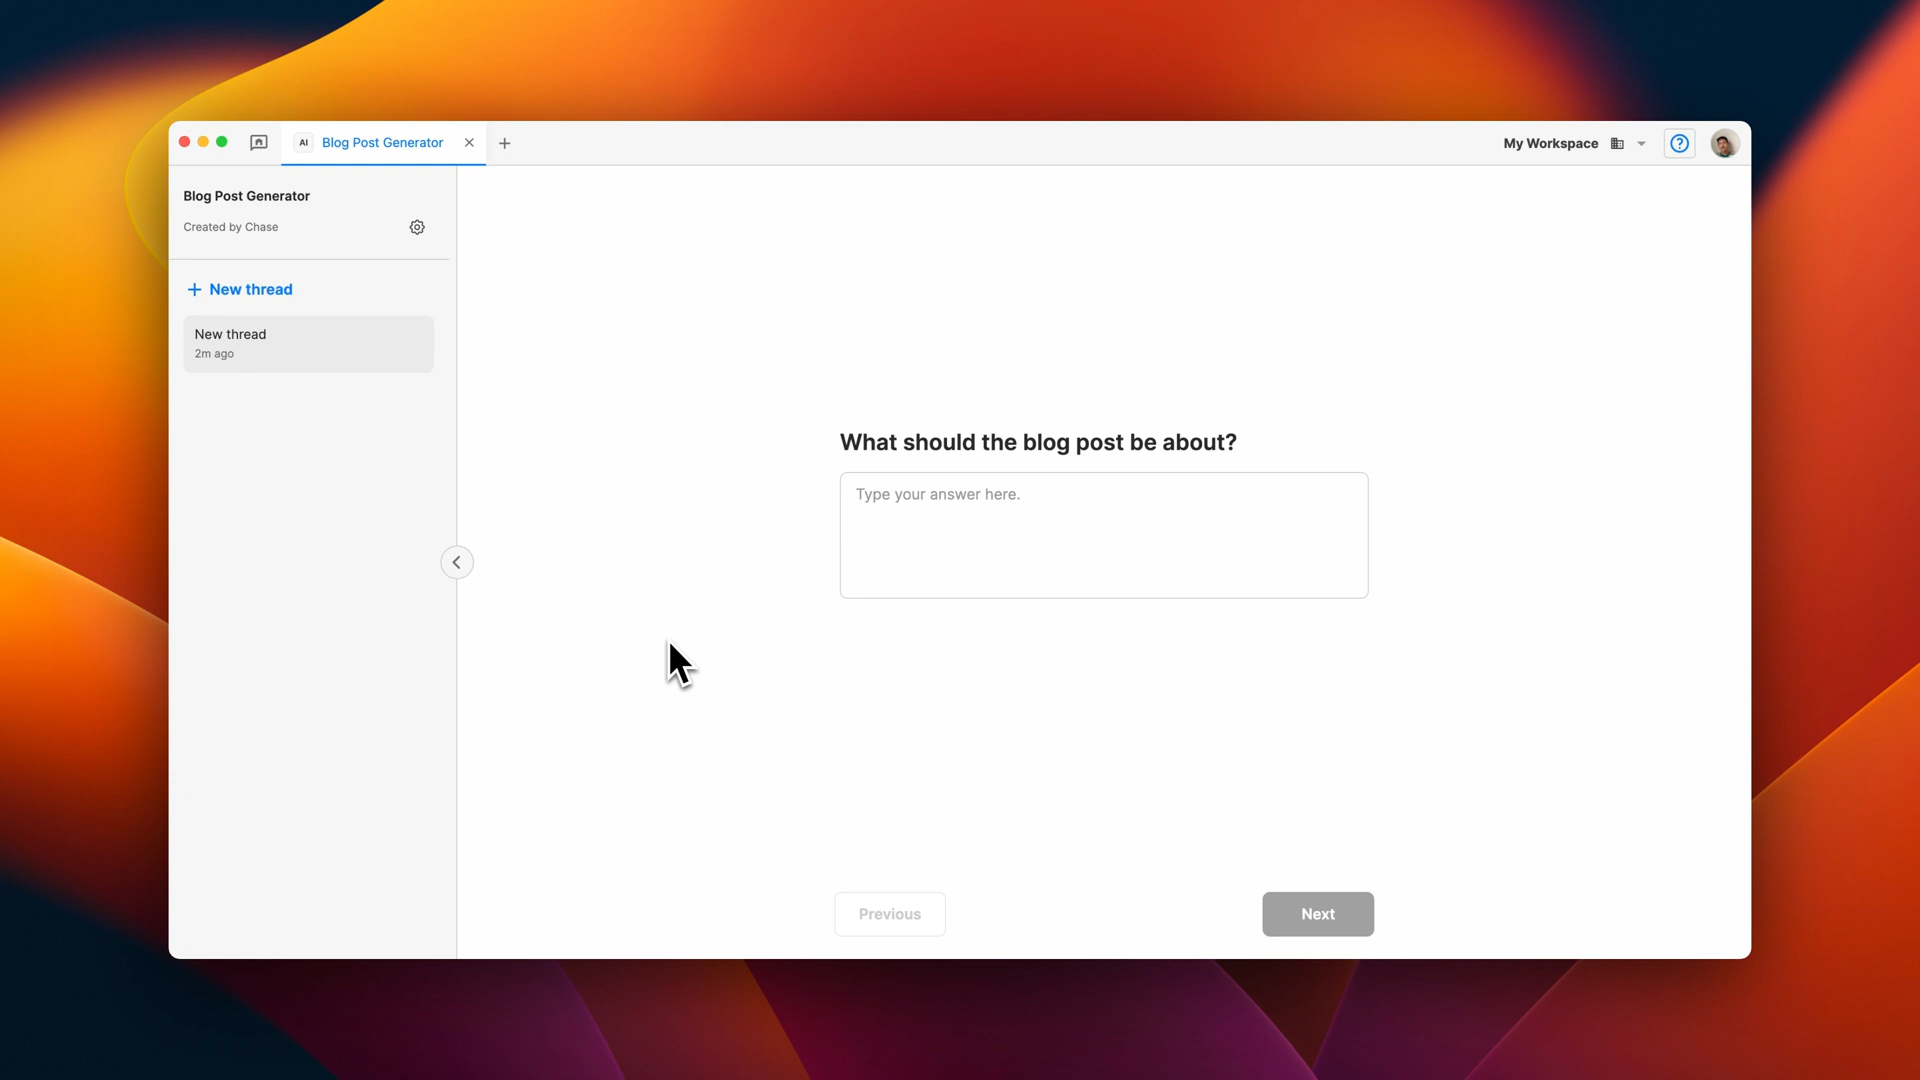 AI Blog Post Generator
My Workspace
Blog Post Generator
Created by Chase
New thread
New thread
2m ago
What should the blog post be about?
Type your answer here.
Previous
Next